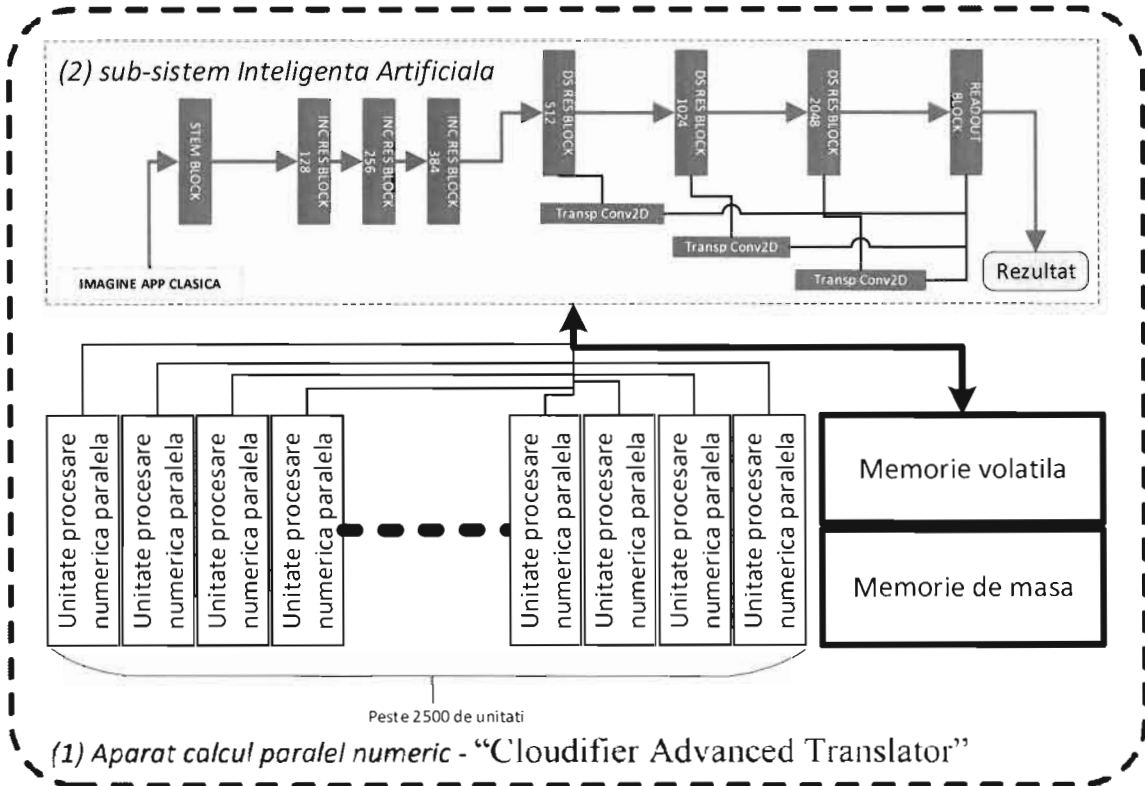 (2) sub-sistem Inteligenta Artificiala
STEM BLOCK
INC RES BLOCK
128
INC RES BLOCK
256
INC RES BLOCK
384
DS RES BLOCK
512
DS RES BLOCK
1024
DS RES BLOCK
2048
READOUT
BLOCK
Transp Conv2D
Transp Conv2D
Transp Conv2D
IMAGINE APP CLASICA
Rezultat
Unitate procesare
numerica paralela
Unitate procesare
numerica paralela
Unitate procesare
numerica paralela
Unitate procesare
numerica paralela
Unitate procesare
numerica paralela
Unitate procesare
numerica paralela
Unitate procesare
numerica paralela
Unitate procesare
numerica paralela
Memorie volatila
Memorie de masa
Peste 2500 de unitati
(1) Aparat calcul paralel numeric - “Cloudifier Advanced Translator”